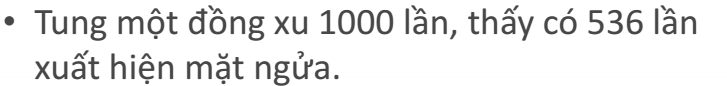 • Tung một đồng xu 1000 lần, thấy có 536 lần
xuất hiện mặt ngửa.